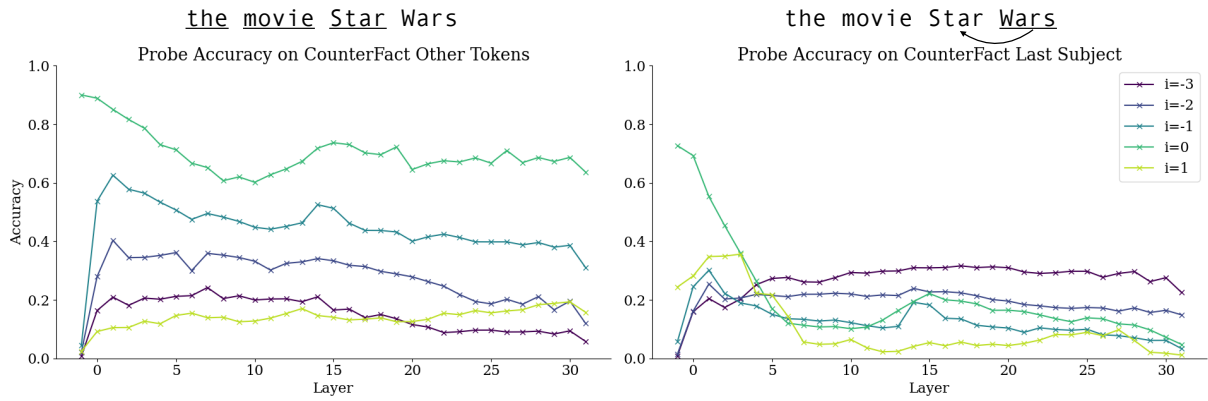 the movie Star Wars
Probe Accuracy on CounterFact Other Tokens
Accuracy
1.0
0.8
0.6
0.4
0.2
0.0
0 5 10 15 20 25 30
Layer
the movie Star Wars
Probe Accuracy on CounterFact Last Subject
1.0
0.8
0.6
0.4
0.2
0.0
0 5 10 15 20 25 30
Layer
i=-3
i=-2
i=-1
i=0
i=1